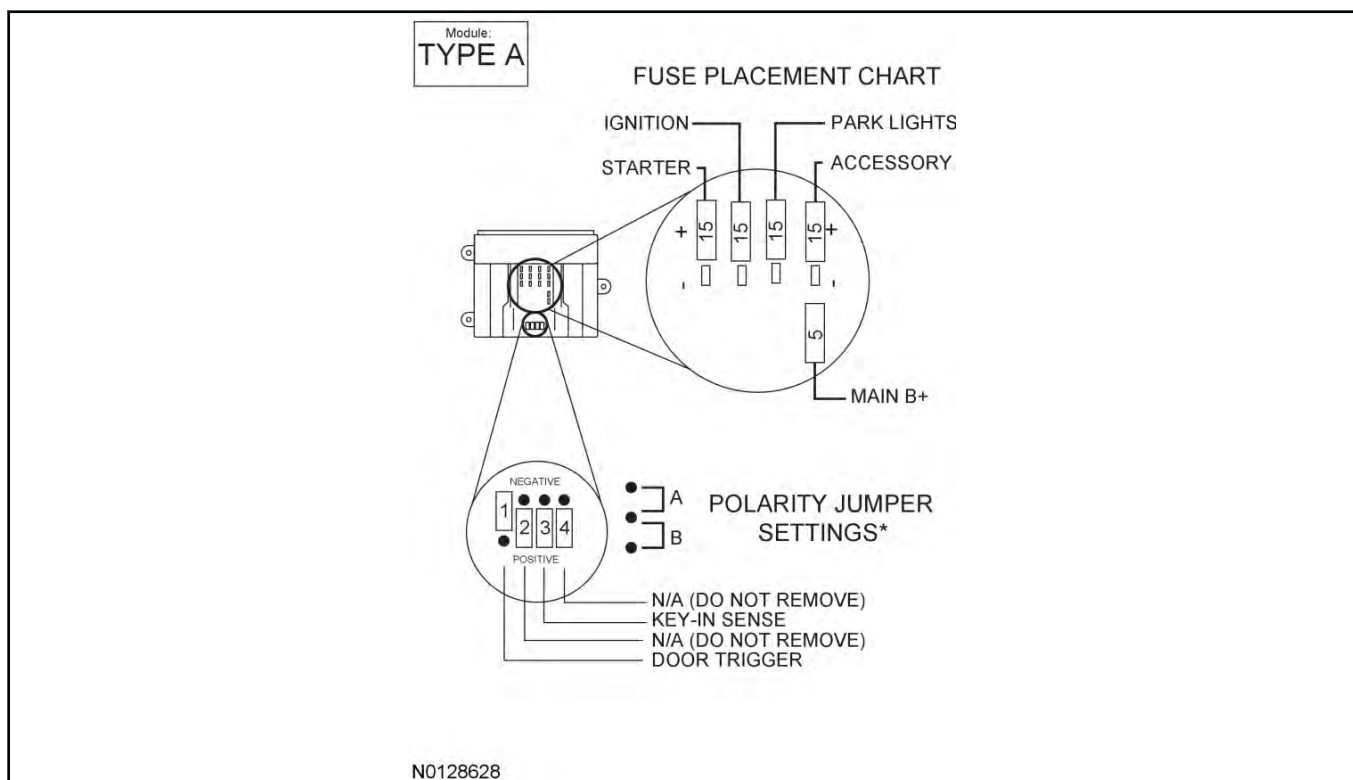 Module:
TYPE A
FUSE PLACEMENT CHART
IGNITION
PARK LIGHTS
STARTER
ACCESSORY
+ 15 15 15 15 +
- -
5
MAIN B+
NEGATIVE
1 2 3 4
POSITIVE
A
B
POLARITY JUMPER
SETTINGS*
N/A (DO NOT REMOVE)
KEY-IN SENSE
N/A (DO NOT REMOVE)
DOOR TRIGGER
N0128628